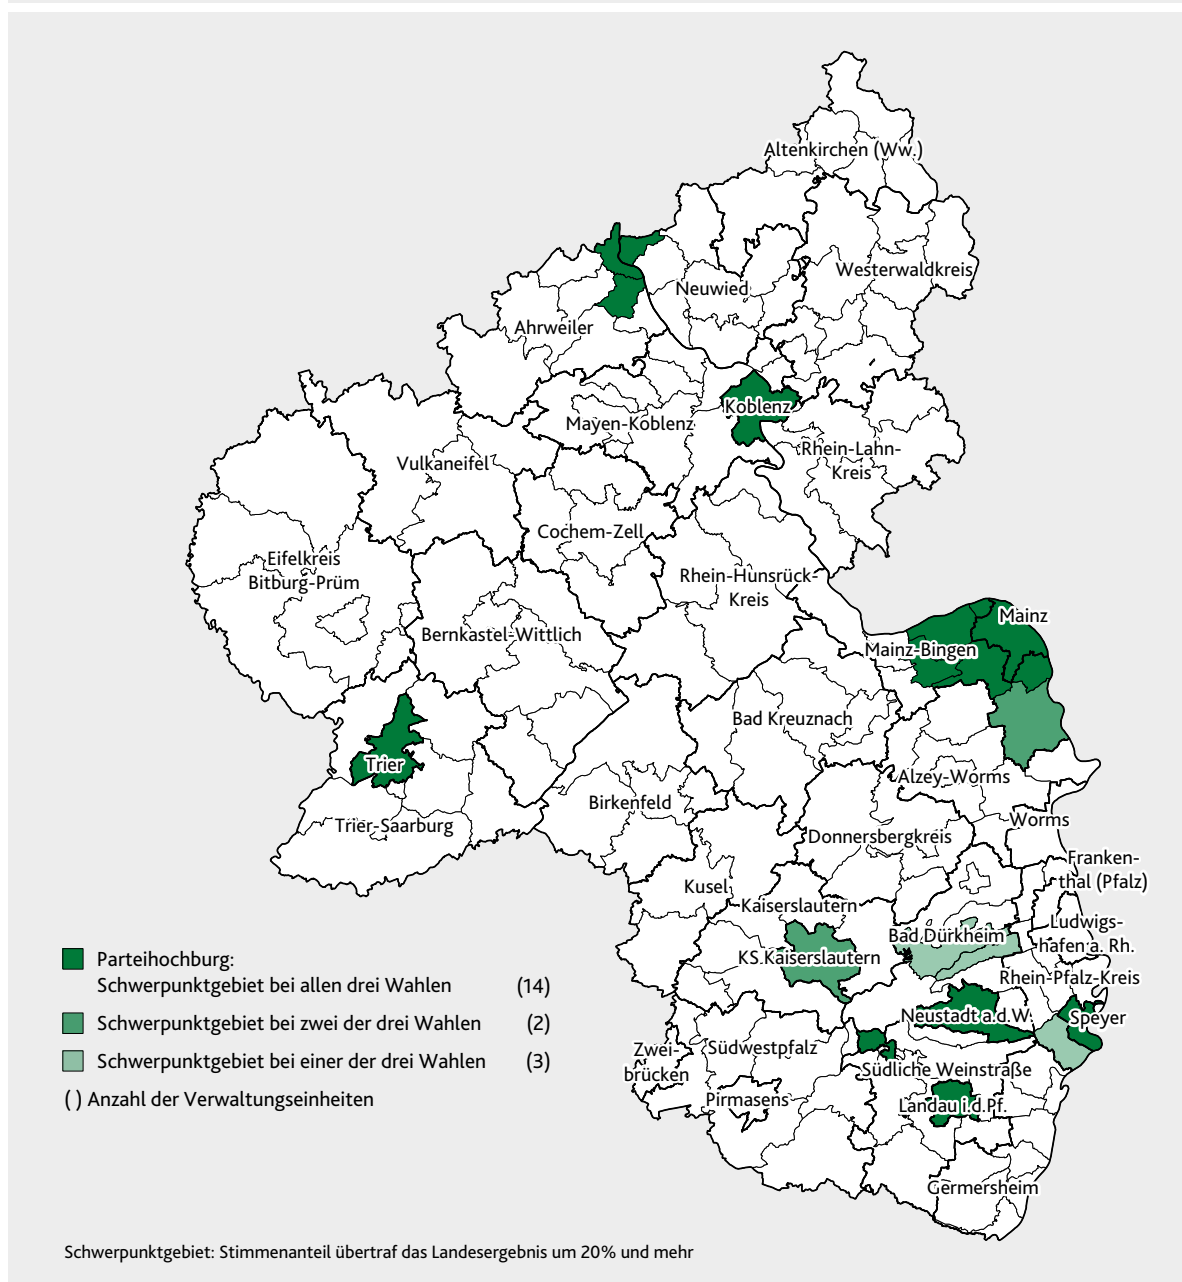 Altenkirchen (Ww.)
Westerwaldkreis
Neuwied
Ahrweiler
Koblenz
Mayen-Koblenz
Rhein-Lahn-
Kreis
Vulkaneifel
Cochem-Zell
Eifelkreis
Bitburg-Prüm
Rhein-Hunsrück-
Kreis
Mainz
Bernkastel-Wittlich
Mainz-Bingen
Bad Kreuznach
Trier
Alzey-Worms
Birkenfeld
Trier-Saarburg
Worms
Donnersbergkreis
Franken-
thal (Pfalz)
Kusel
Kaiserslautern
Ludwigs-
hafen a. Rh.
Bad Dürkheim
KS.Kaiserslautern
Rhein-Pfalz-Kreis
Neustadt a.d.W.
Speyer
Zwei-
brücken
Südwestpfalz
Südliche Weinstraße
Pirmasens
Landau i.d.Pf.
Germersheim
Parteihochburg:
Schwerpunktgebiet bei allen drei Wahlen (14)
Schwerpunktgebiet bei zwei der drei Wahlen (2)
Schwerpunktgebiet bei einer der drei Wahlen (3)
( ) Anzahl der Verwaltungseinheiten
Schwerpunktgebiet: Stimmenanteil übertraf das Landesergebnis um 20% und mehr